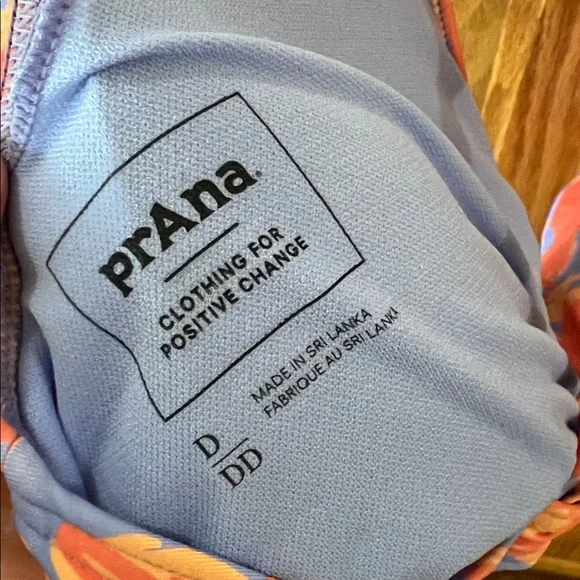 prAna.
CLOTHING FOR
POSITIVE CHANGE
MADE IN SRI LANKA
FABRIQUE AU SRI LANKA
D
DD